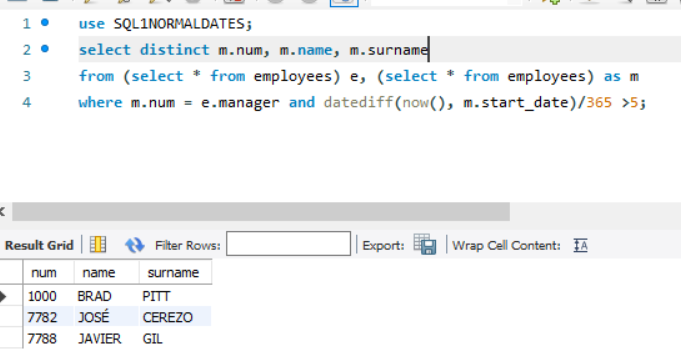 1 use SQL1NORMALDATES;
2 select distinct m.num, m.name, m.surname
3 from (select * from employees) e, (select * from employees) as m
4 where m.num = e.manager and datediff(now(), m.start_date)/365 >5;
Result Grid Filter Rows: Export: Wrap Cell Content: IA
num name surname
1000 BRAD PITT
7782 JOSÉ CEREZO
7788 JAVIER GIL